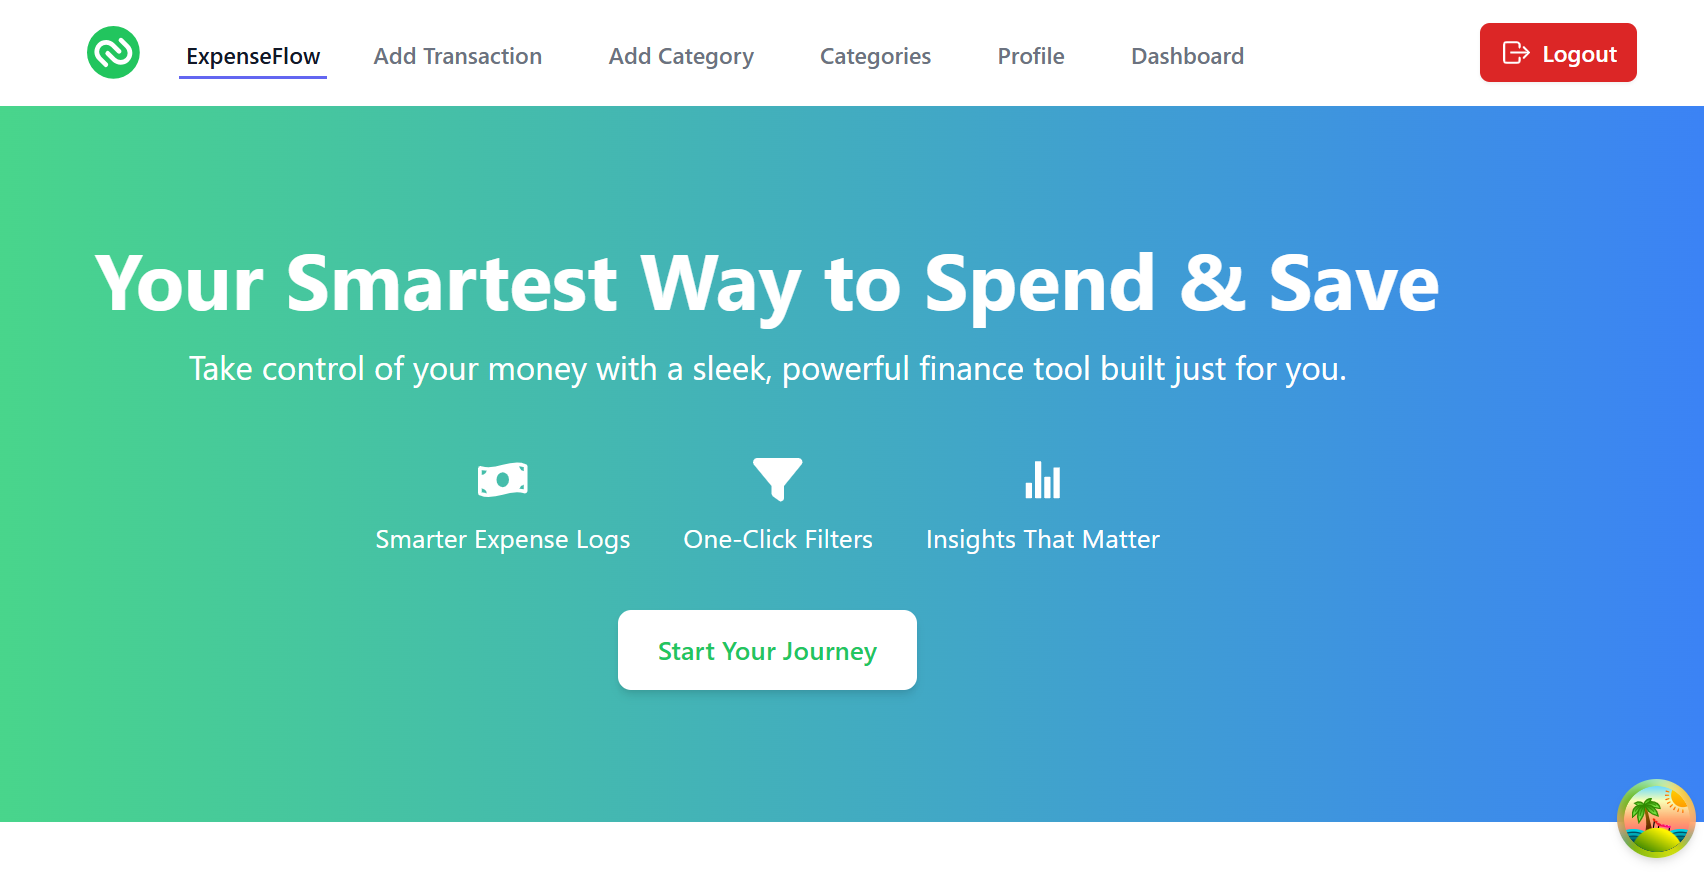 ExpenseFlow Add Transaction Add Category Categories Profile Dashboard Logout
Your Smartest Way to Spend & Save
Take control of your money with a sleek, powerful finance tool built just for you.
Smarter Expense Logs One-Click Filters Insights That Matter
Start Your Journey